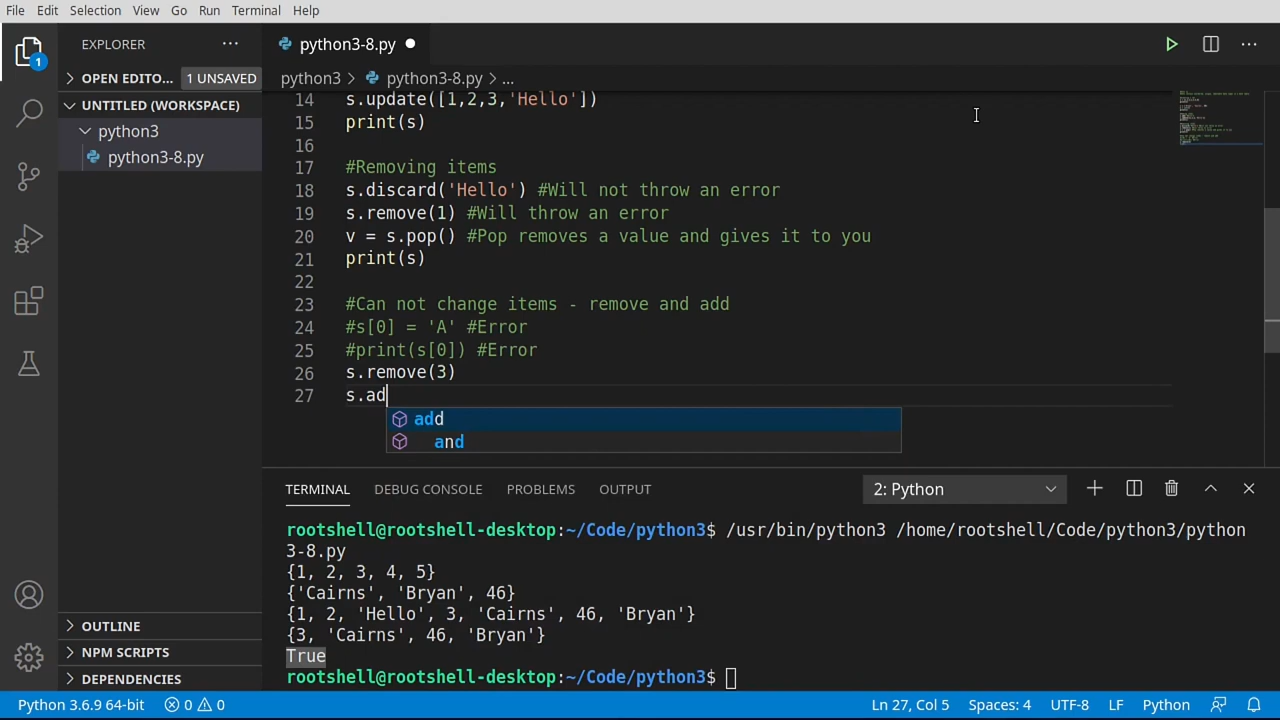 File Edit Selection View Go Run Terminal Help
EXPLORER
python3-8.py
1
OPEN EDITO... 1 UNSAVED
python3 python3-8.py ...
UNTITLED (WORKSPACE)
python3
python3-8.py
14 s.update([1,2,3,'Hello'])
15 print(s)
16
17 #Removing items
18 s.discard('Hello') #Will not throw an error
19 s.remove(1) #Will throw an error
20 v = s.pop() #Pop removes a value and gives it to you
21 print(s)
22
23 #Can not change items - remove and add
24 #s[0] = 'A' #Error
25 #print(s[0]) #Error
26 s.remove(3)
27 s.ad
add
and
TERMINAL DEBUG CONSOLE PROBLEMS OUTPUT 2: Python
rootshell@rootshell-desktop:~/Code/python3$ /usr/bin/python3 /home/rootshell/Code/python3/python
3-8.py
{1, 2, 3, 4, 5}
{'Cairns', 'Bryan', 46}
{1, 2, 'Hello', 3, 'Cairns', 46, 'Bryan'}
{3, 'Cairns', 46, 'Bryan'}
True
rootshell@rootshell-desktop:~/Code/python3$
OUTLINE
NPM SCRIPTS
DEPENDENCIES
Python 3.6.9 64-bit 0 0 Ln 27, Col 5 Spaces: 4 UTF-8 LF Python